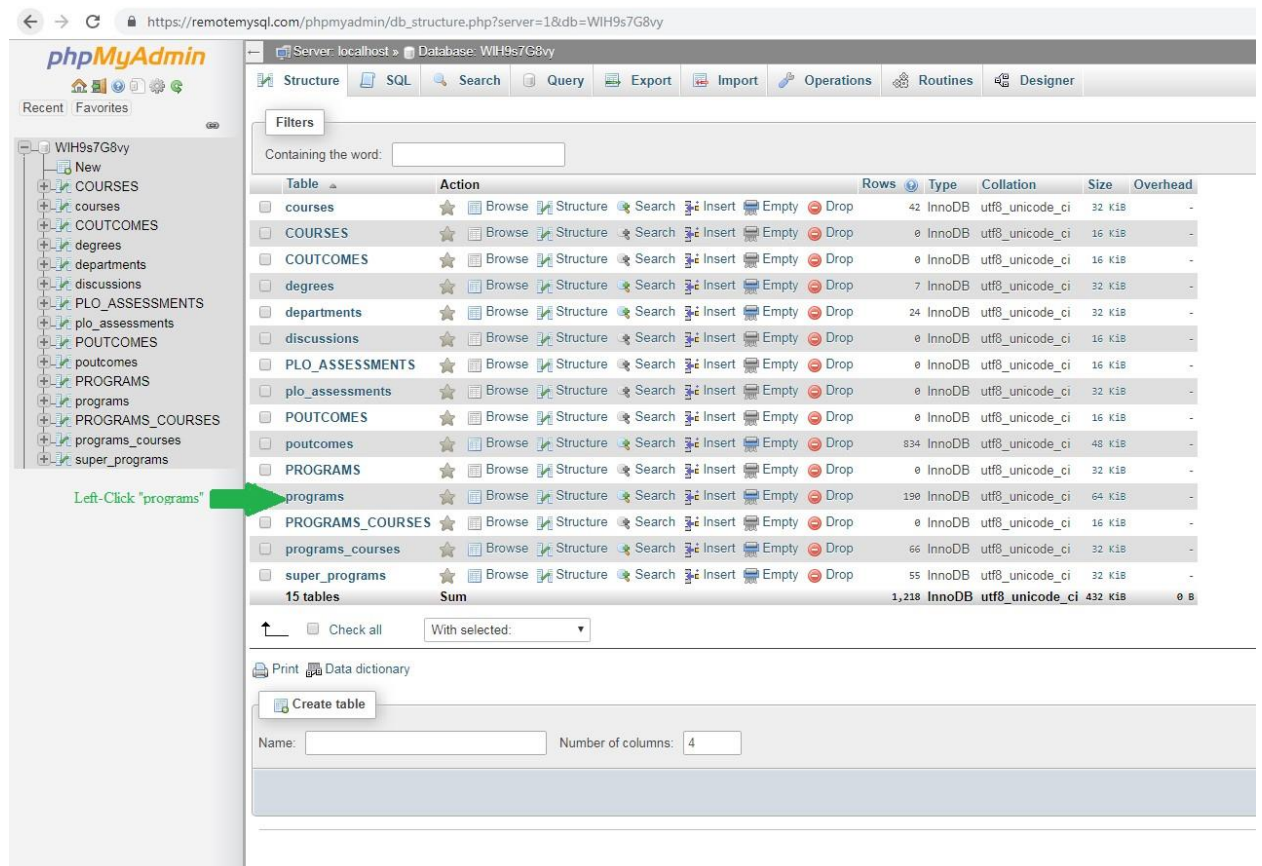 https://remotemysql.com/phpmyadmin/db_structure.php?server=1&db=WIH9s7G8vy
phpMyAdmin
Recent Favorites
WIH9s7G8vy
New
COURSES
courses
COUTCOMES
degrees
departments
discussions
PLO_ASSESSMENTS
plo_assessments
POUTCOMES
poutcomes
PROGRAMS
programs
PROGRAMS_COURSES
programs_courses
super_programs
Left-Click "programs"
Server: localhost » Database: WIH9s7G8vy
Structure SQL Search Query Export Import Operations Routines Designer
Filters
Containing the word:
Table Action Rows Type Collation Size Overhead
courses Browse Structure Search Insert Empty Drop 42 InnoDB utf8_unicode_ci 32 KiB -
COURSES Browse Structure Search Insert Empty Drop 0 InnoDB utf8_unicode_ci 16 KiB -
COUTCOMES Browse Structure Search Insert Empty Drop 0 InnoDB utf8_unicode_ci 16 KiB -
degrees Browse Structure Search Insert Empty Drop 7 InnoDB utf8_unicode_ci 32 KiB -
departments Browse Structure Search Insert Empty Drop 24 InnoDB utf8_unicode_ci 32 KiB -
discussions Browse Structure Search Insert Empty Drop 0 InnoDB utf8_unicode_ci 16 KiB -
PLO_ASSESSMENTS Browse Structure Search Insert Empty Drop 0 InnoDB utf8_unicode_ci 16 KiB -
plo_assessments Browse Structure Search Insert Empty Drop 0 InnoDB utf8_unicode_ci 32 KiB -
POUTCOMES Browse Structure Search Insert Empty Drop 0 InnoDB utf8_unicode_ci 16 KiB -
poutcomes Browse Structure Search Insert Empty Drop 834 InnoDB utf8_unicode_ci 48 KiB -
PROGRAMS Browse Structure Search Insert Empty Drop 0 InnoDB utf8_unicode_ci 32 KiB -
programs Browse Structure Search Insert Empty Drop 190 InnoDB utf8_unicode_ci 64 KiB -
PROGRAMS_COURSES Browse Structure Search Insert Empty Drop 0 InnoDB utf8_unicode_ci 16 KiB -
programs_courses Browse Structure Search Insert Empty Drop 66 InnoDB utf8_unicode_ci 32 KiB -
super_programs Browse Structure Search Insert Empty Drop 55 InnoDB utf8_unicode_ci 32 KiB -
15 tables Sum 1,218 InnoDB utf8_unicode_ci 432 KiB 0 B
Check all With selected:
Print Data dictionary
Create table
Name: Number of columns: 4